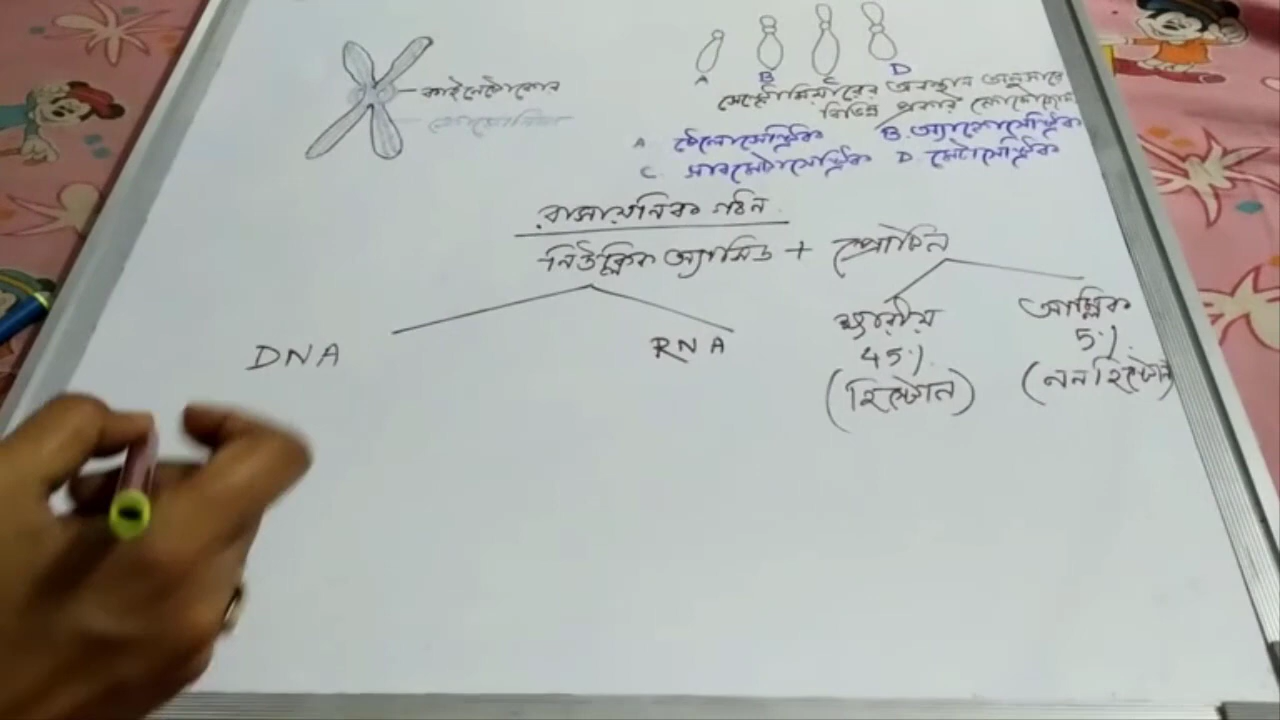 কাইনেটোকোর
A B C D
সেন্ট্রোমিয়ারের অবস্থান অনুসারে
বিভিন্ন প্রকার
A টেলোসেন্ট্রিক B. অ্যাক্রোসেন্ট্রিক
C. সাবমেটাসেন্ট্রিক D. মেটাসেন্ট্রিক
রাসায়নিক গঠন
নিউক্লিক অ্যাসিড + প্রোটিন
DNA RNA ক্ষারীয় আম্লিক
45% 5%
(হিস্টোন) (ননহিস্টোন)